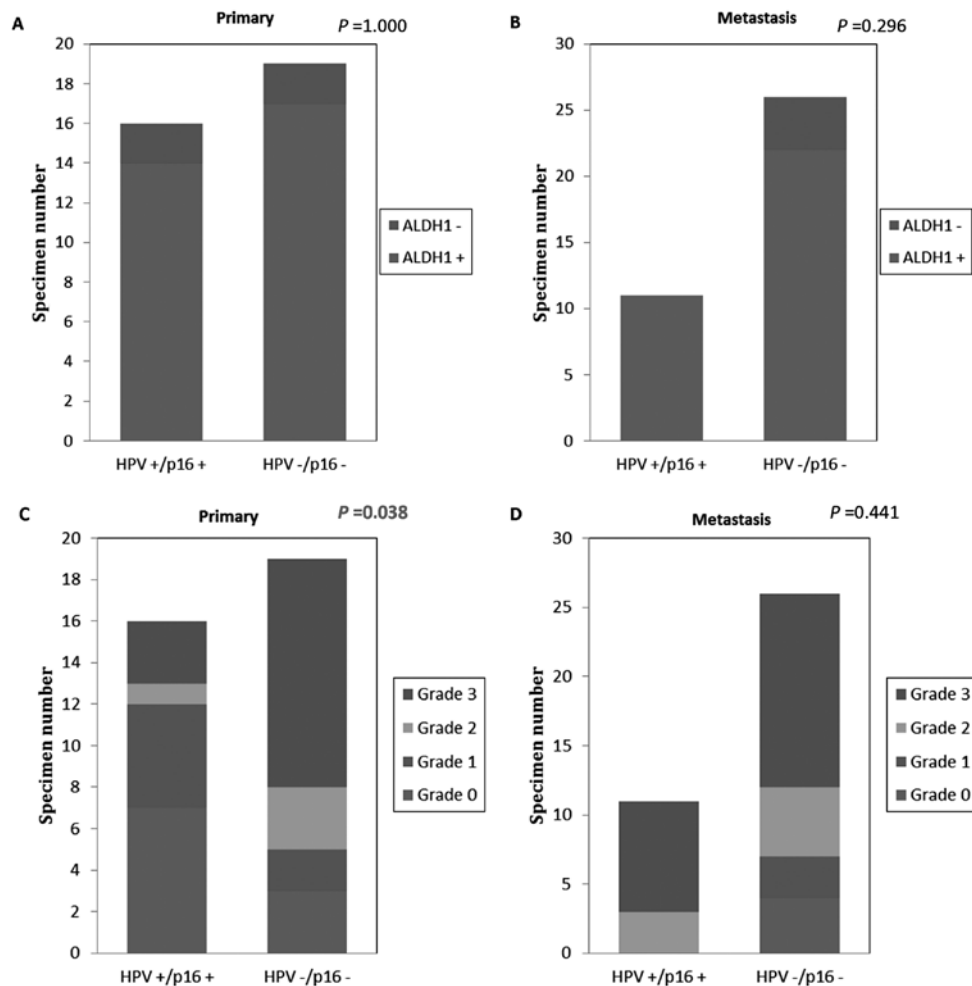 A
Primary
P =1.000
20
18
16
14
12
10
8
6
4
2
0
Specimen number
HPV +/p16 +
HPV -/p16 -
ALDH1 -
ALDH1 +
B
Metastasis
P =0.296
30
25
20
15
10
5
0
Specimen number
HPV +/p16 +
HPV -/p16 -
ALDH1 -
ALDH1 +
C
Primary
P =0.038
20
18
16
14
12
10
8
6
4
2
0
Specimen number
HPV +/p16 +
HPV -/p16 -
Grade 3
Grade 2
Grade 1
Grade 0
D
Metastasis
P =0.441
30
25
20
15
10
5
0
Specimen number
HPV +/p16 +
HPV -/p16 -
Grade 3
Grade 2
Grade 1
Grade 0